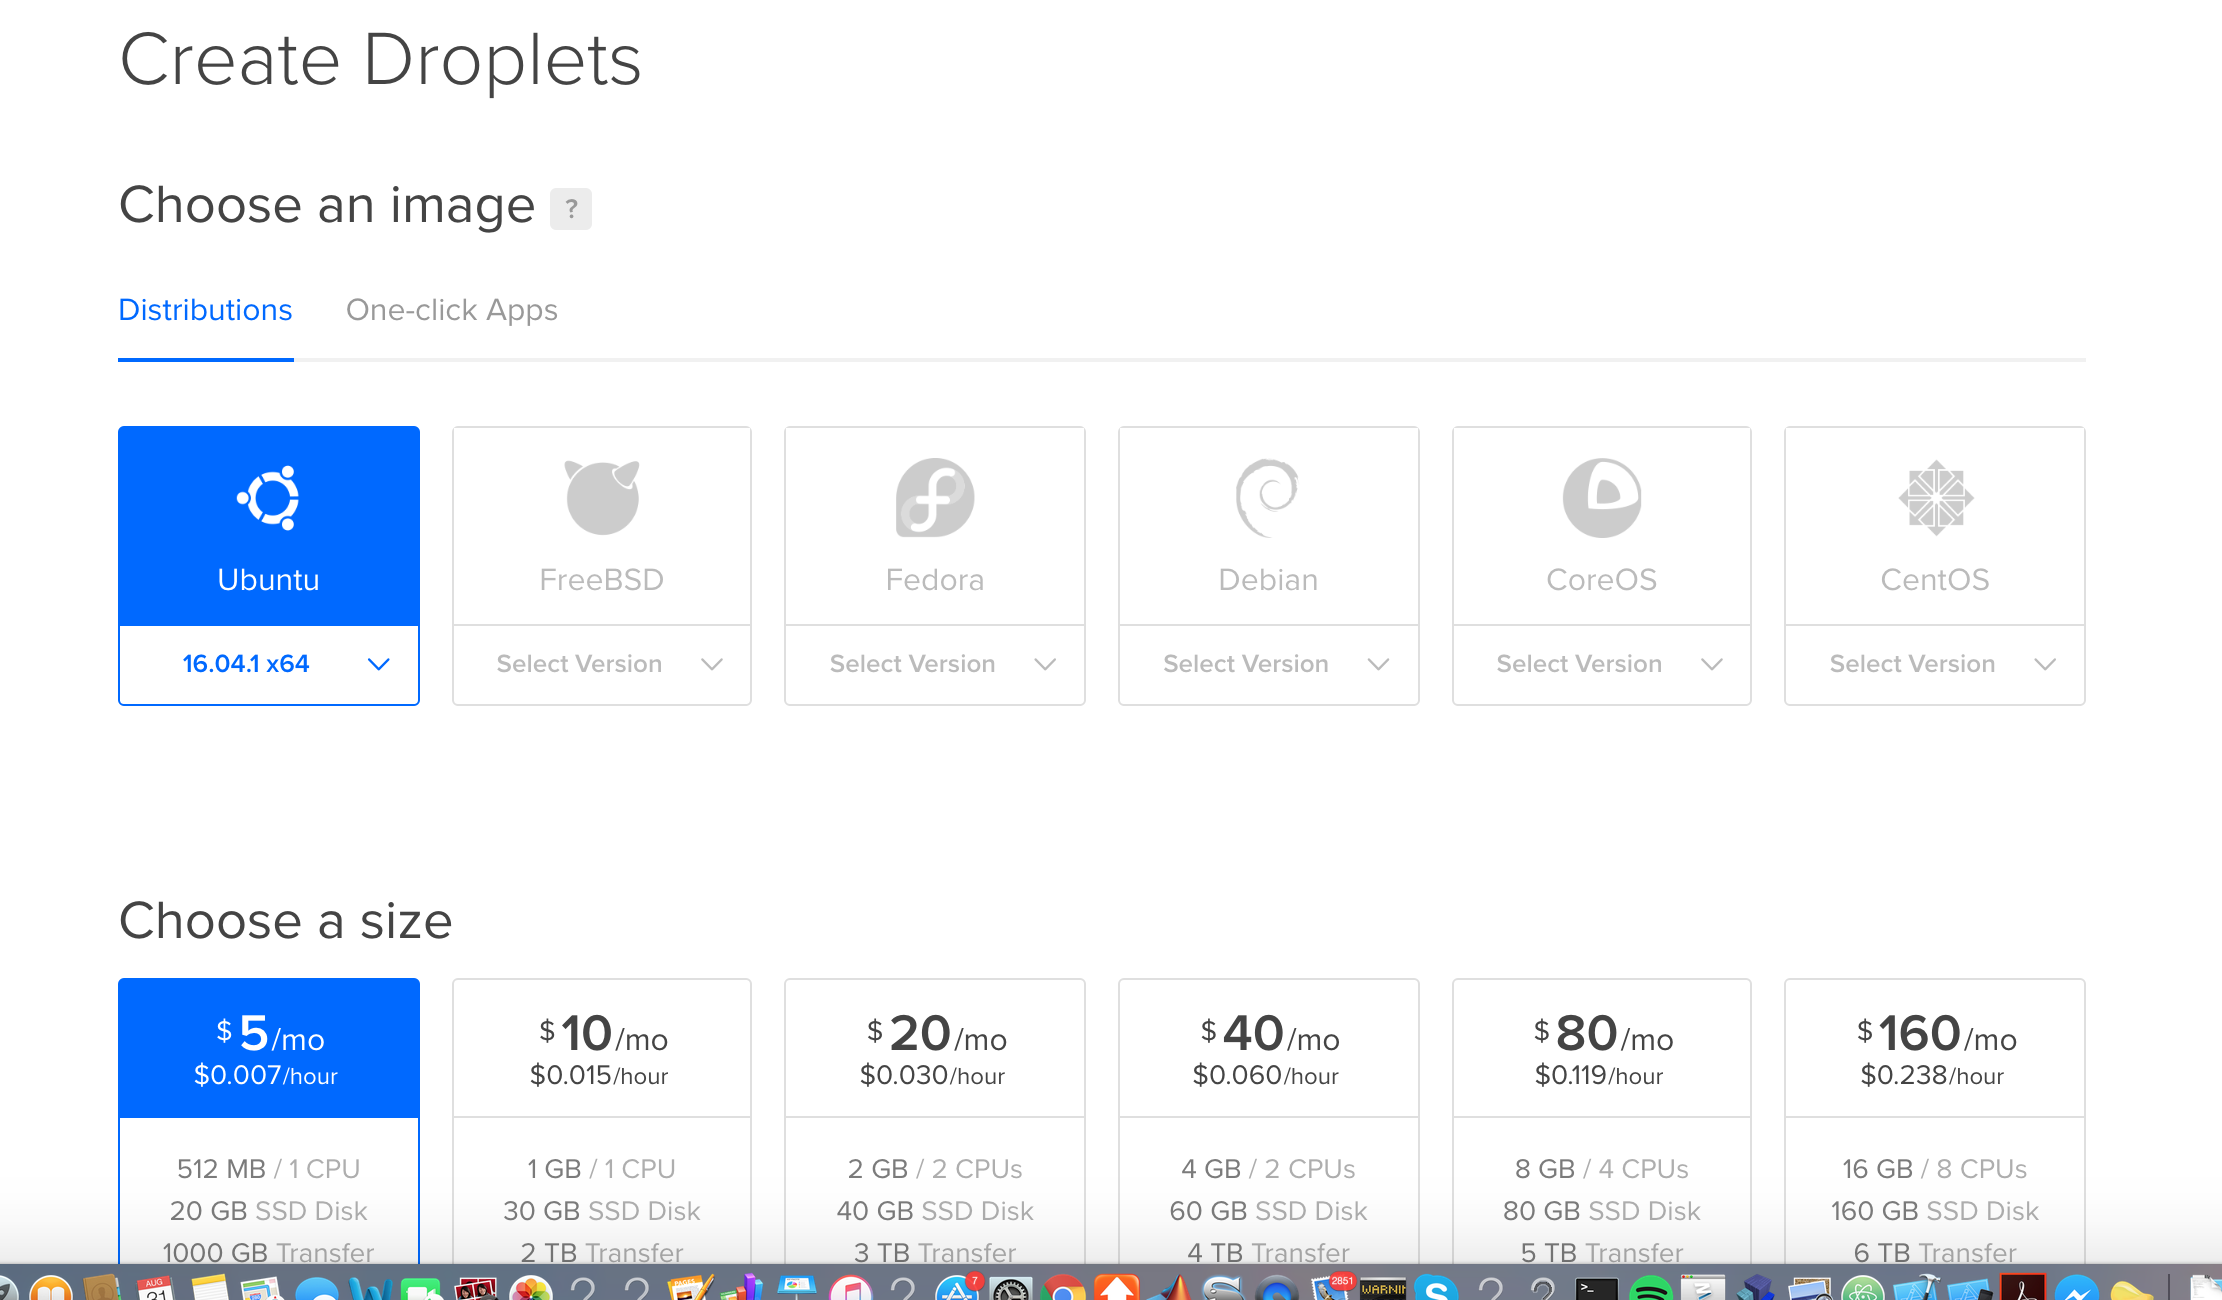 Create Droplets
Choose an image ?
Distributions One-click Apps
Ubuntu FreeBSD Fedora Debian CoreOS CentOS
16.04.1 x64 Select Version Select Version Select Version Select Version Select Version
Choose a size
$5/mo $10/mo $20/mo $40/mo $80/mo $160/mo
$0.007/hour $0.015/hour $0.030/hour $0.060/hour $0.119/hour $0.238/hour
512 MB / 1 CPU 1 GB / 1 CPU 2 GB / 2 CPUs 4 GB / 2 CPUs 8 GB / 4 CPUs 16 GB / 8 CPUs
20 GB SSD Disk 30 GB SSD Disk 40 GB SSD Disk 60 GB SSD Disk 80 GB SSD Disk 160 GB SSD Disk
1000 GB Transfer 2 TB Transfer 3 TB Transfer 4 TB Transfer 5 TB Transfer 6 TB Transfer
AUG PAGES 7 2851
31 ? ? ? ? ?